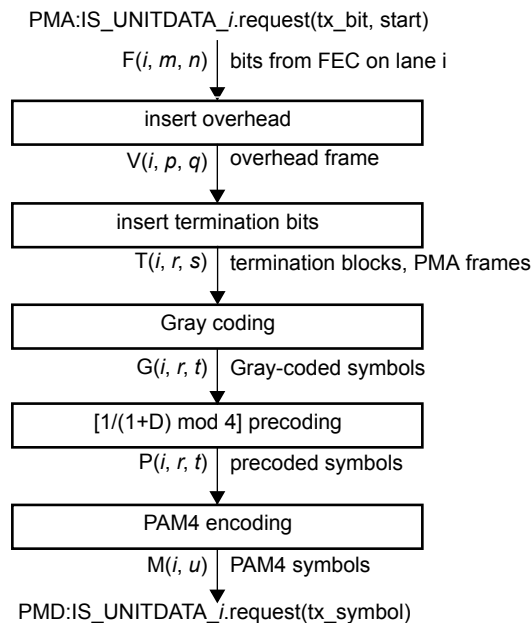 PMA:IS_UNITDATA_i.request(tx_bit, start)
F(i, m, n) bits from FEC on lane i
insert overhead
V(i, p, q) overhead frame
insert termination bits
T(i, r, s) termination blocks, PMA frames
Gray coding
G(i, r, t) Gray-coded symbols
[1/(1+D) mod 4] precoding
P(i, r, t) precoded symbols
PAM4 encoding
M(i, u) PAM4 symbols
PMD:IS_UNITDATA_i.request(tx_symbol)